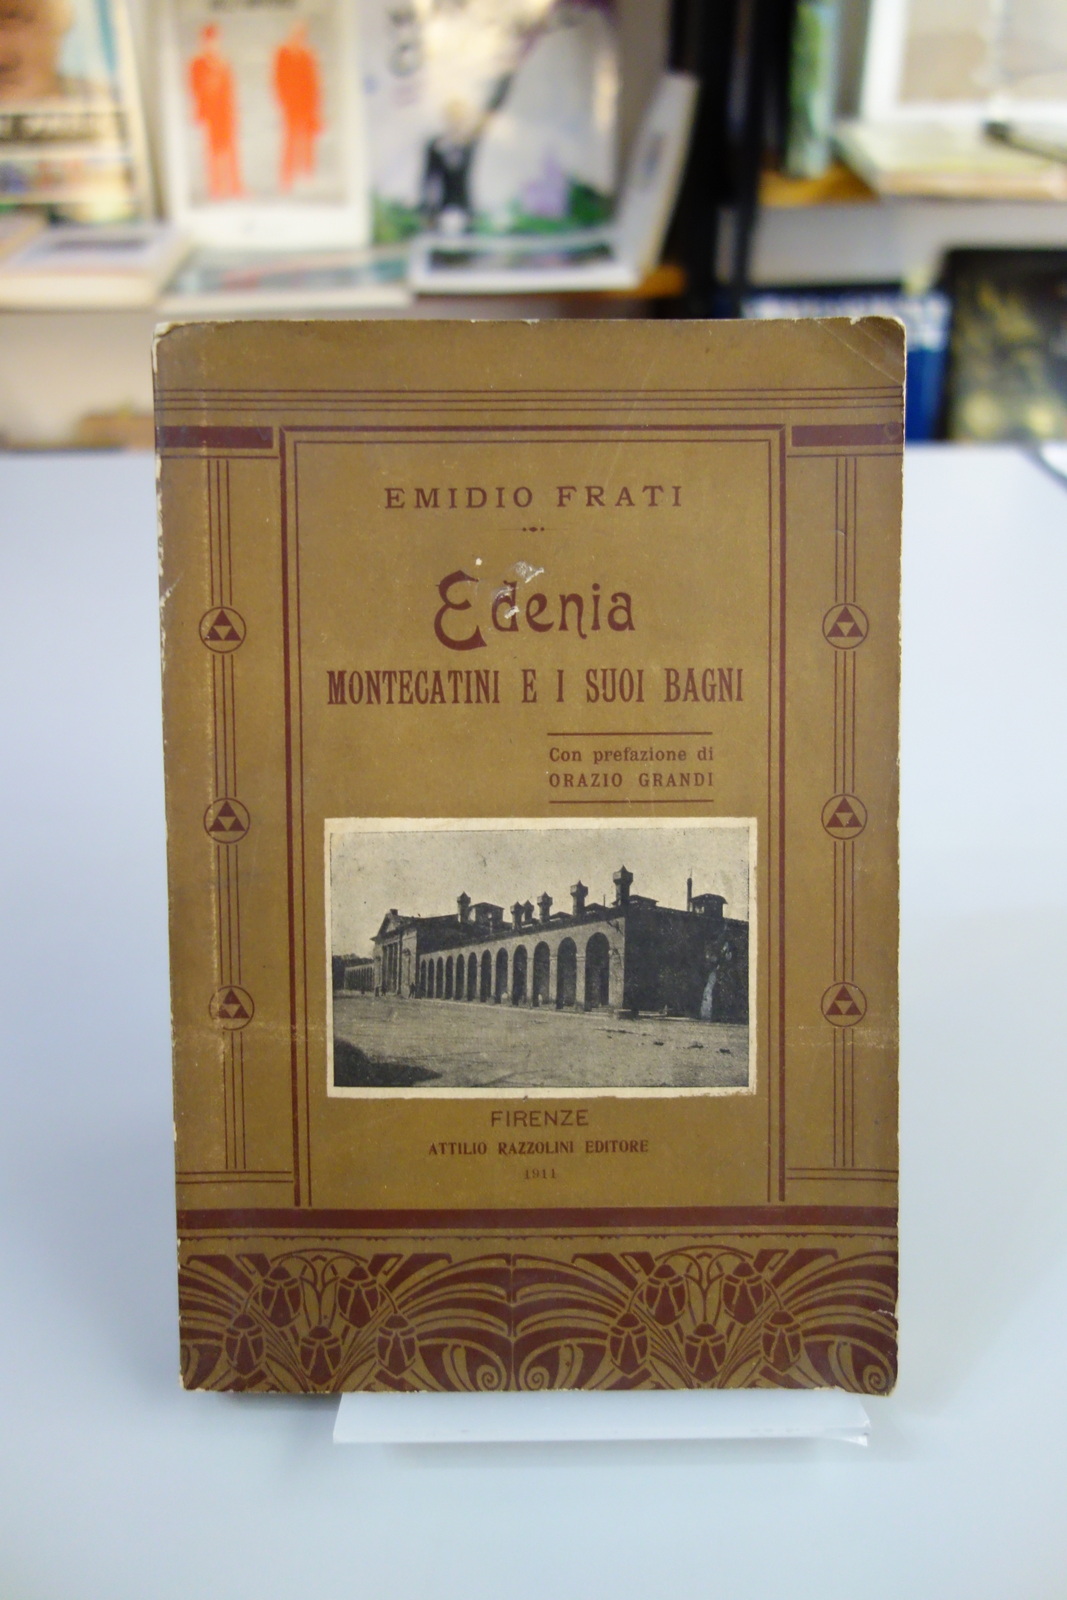 EMIDIO FRATI
Edenia
MONTECATINI E I SUOI BAGNI
Con prefazione di
ORAZIO GRANDI
FIRENZE
ATTILIO RAZZOLINI EDITORE
1911